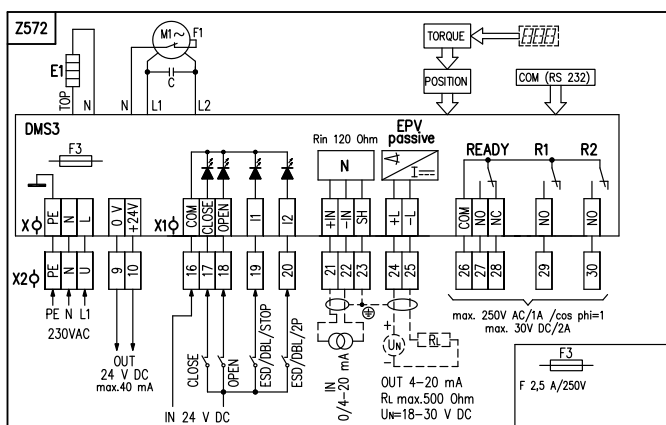 Z572
E1
TOP
N
M1~
F1
C
N
L1
L2
TORQUE
POSITION
COM (RS 232)
DMS3
F3
Rin 120 Ohm
N
EPV
passive
A
I
READY
R1
R2
X
PE
N
L
0 V
+24V
X1
COM
CLOSE
OPEN
I1
I2
+IN
-IN
SH
+L
-L
COM
NO
NC
NO
NO
X2
PE
N
U
9
10
16
17
18
19
20
21
22
23
24
25
26
27
28
29
30
PE
N
L1
230VAC
OUT
24 V DC
max.40 mA
CLOSE
OPEN
ESD/DBL/STOP
ESD/DBL/2P
IN 24 V DC
IN
0/4-20 mA
+
UN
-
RL
OUT 4-20 mA
RL max.500 Ohm
UN=18-30 V DC
max. 250V AC/1A /cos phi=1
max. 30V DC/2A
F3
F 2,5 A/250V